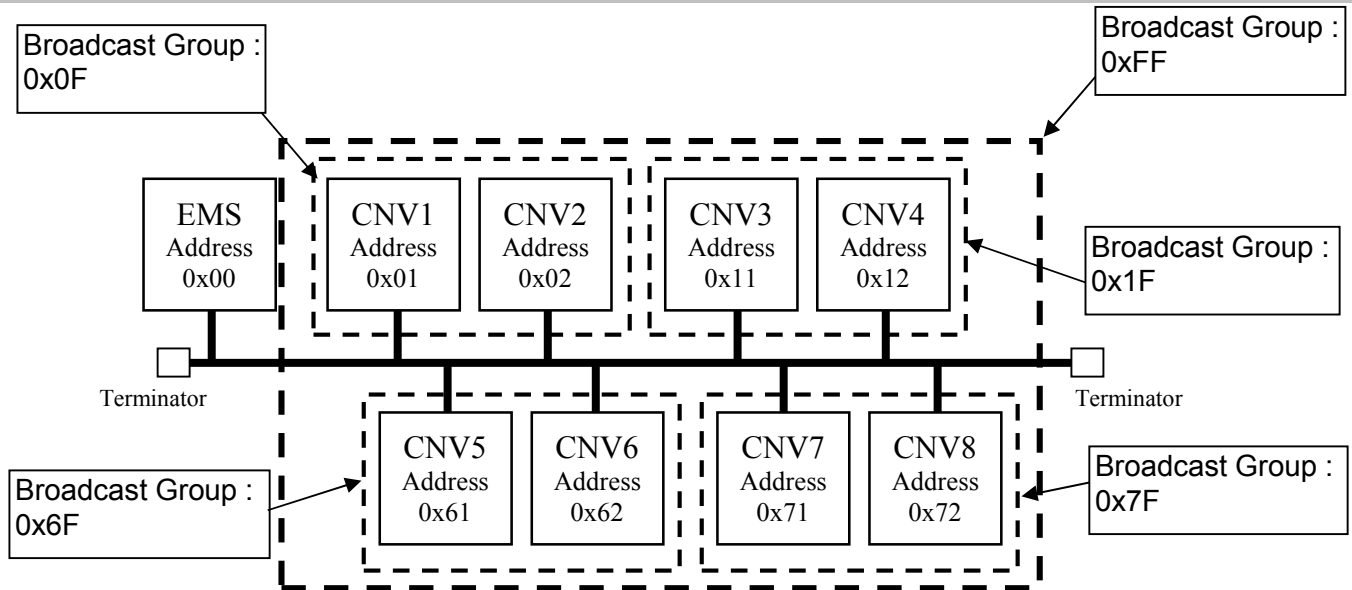 Broadcast Group :
0x0F
Broadcast Group :
0xFF
EMS
Address
0x00
CNV1
Address
0x01
CNV2
Address
0x02
CNV3
Address
0x11
CNV4
Address
0x12
Broadcast Group :
0x1F
Terminator
Terminator
CNV5
Address
0x61
CNV6
Address
0x62
CNV7
Address
0x71
CNV8
Address
0x72
Broadcast Group :
0x6F
Broadcast Group :
0x7F